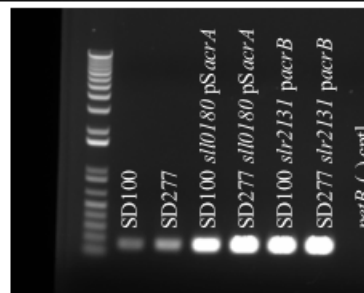 SD100
SD277
SD100 sll0180 pSacrA
SD277 sll0180 pSacrA
SD100 slr2131 pacrB
SD277 slr2131 pacrB